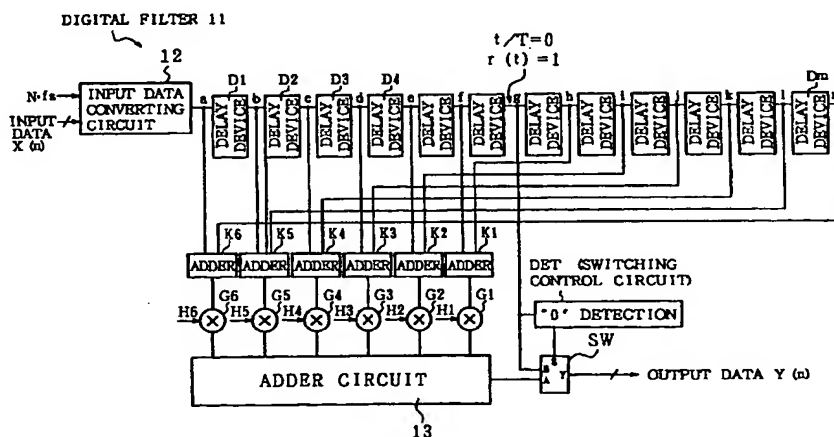 DIGITAL FILTER 11
12
t/T=0
r (t) = 1
N·fs
INPUT DATA CONVERTING CIRCUIT
INPUT DATA X (n)
a
D1
DELAY DEVICE
b
D2
DELAY DEVICE
c
D3
DELAY DEVICE
d
D4
DELAY DEVICE
e
DELAY DEVICE
f
DELAY DEVICE
g
DELAY DEVICE
h
DELAY DEVICE
i
DELAY DEVICE
j
DELAY DEVICE
k
DELAY DEVICE
l
Dm
DELAY DEVICE
K6
K5
K4
K3
K2
K1
ADDER
ADDER
ADDER
ADDER
ADDER
ADDER
H6
G6
H5
G5
H4
G4
H3
G3
H2
G2
H1
G1
DET (SWITCHING CONTROL CIRCUIT)
"0" DETECTION
SW
S
B
A
Y
OUTPUT DATA Y (n)
ADDER CIRCUIT
13